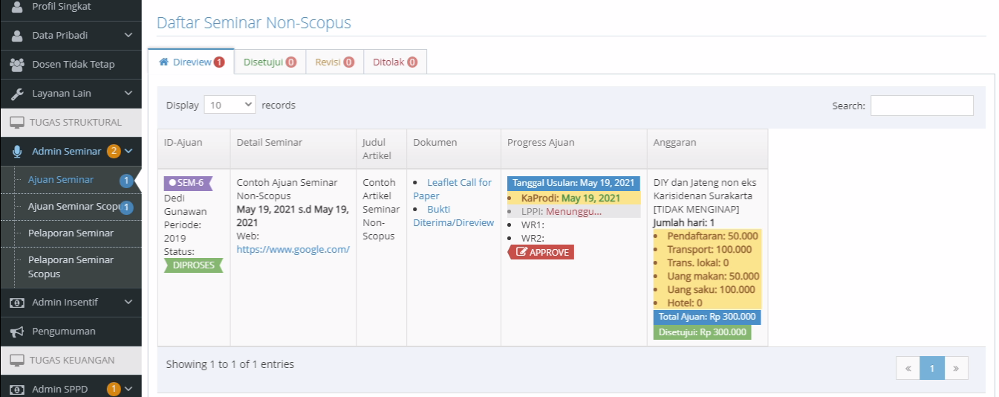 Profil Singkat
Data Pribadi
Dosen Tidak Tetap
Layanan Lain
TUGAS STRUKTURAL
Admin Seminar 2
Ajuan Seminar 1
Ajuan Seminar Scopu 1
Pelaporan Seminar
Pelaporan Seminar
Scopus
Admin Insentif
Pengumuman
TUGAS KEUANGAN
Admin SPPD 1
Daftar Seminar Non-Scopus
Direview 1 Disetujui 0 Revisi 0 Ditolak 0
Display 10 records
Search:
ID-Ajuan
Detail Seminar
Judul
Artikel
Dokumen
Progress Ajuan
Anggaran
SEM-6
Dedi
Gunawan
Periode:
2019
Status:
DIPROSES
Contoh Ajuan Seminar
Non-Scopus
May 19, 2021 s.d May 19,
2021
Web:
https://www.google.com/
Contoh
Artikel
Seminar
Non-
Scopus
• Leaflet Call for
Paper
• Bukti
Diterima/Direview
Tanggal Usulan: May 19, 2021
• KaProdi: May 19, 2021
• LPPI: Menunggu...
• WR1:
• WR2:
APPROVE
DIY dan Jateng non eks
Karisidenan Surakarta
[TIDAK MENGINAP]
Jumlah hari: 1
• Pendaftaran: 50.000
• Transport: 100.000
• Trans. lokal: 0
• Uang makan: 50.000
• Uang saku: 100.000
• Hotel: 0
Total Ajuan: Rp 300.000
Disetujui: Rp 300.000
Showing 1 to 1 of 1 entries
« 1 »